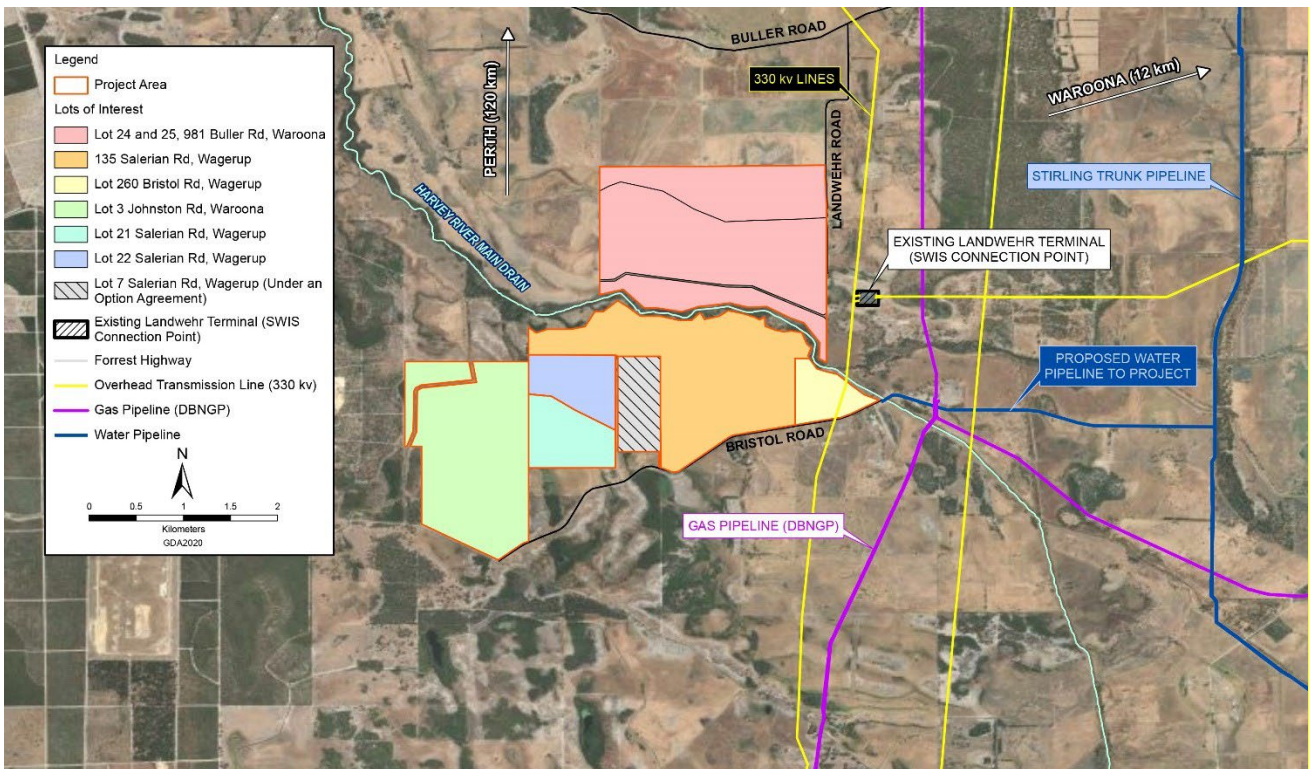 Legend
Project Area
Lots of Interest
Lot 24 and 25, 981 Buller Rd, Waroona
135 Salerian Rd, Wagerup
Lot 260 Bristol Rd, Wagerup
Lot 3 Johnston Rd, Waroona
Lot 21 Salerian Rd, Wagerup
Lot 22 Salerian Rd, Wagerup
Lot 7 Salerian Rd, Wagerup (Under an
Option Agreement)
Existing Landwehr Terminal (SWIS
Connection Point)
Forrest Highway
Overhead Transmission Line (330 kv)
Gas Pipeline (DBNGP)
Water Pipeline
N
0 0.5 1 1.5 2
Kilometers
GDA2020
BULLER ROAD
PERTH (120 km)
330 kv LINES
LANDWEHR ROAD
WAROONA (12 km)
STIRLING TRUNK PIPELINE
HARVEY RIVER MAIN DRAIN
EXISTING LANDWEHR TERMINAL
(SWIS CONNECTION POINT)
PROPOSED WATER
PIPELINE TO PROJECT
BRISTOL ROAD
GAS PIPELINE (DBNGP)